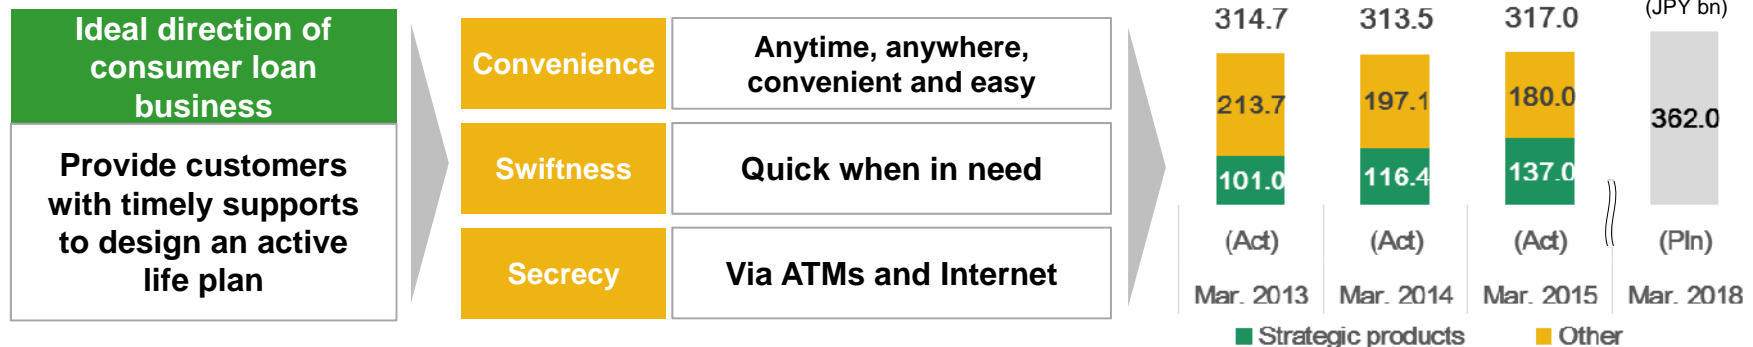 Ideal direction of
consumer loan
business
Provide customers
with timely supports
to design an active
life plan
Convenience
Anytime, anywhere,
convenient and easy
Swiftness
Quick when in need
Secrecy
Via ATMs and Internet
(JPY bn)
314.7 313.5 317.0
213.7 197.1 180.0 362.0
101.0 116.4 137.0
(Act) (Act) (Act) (Pln)
Mar. 2013 Mar. 2014 Mar. 2015 Mar. 2018
Strategic products Other